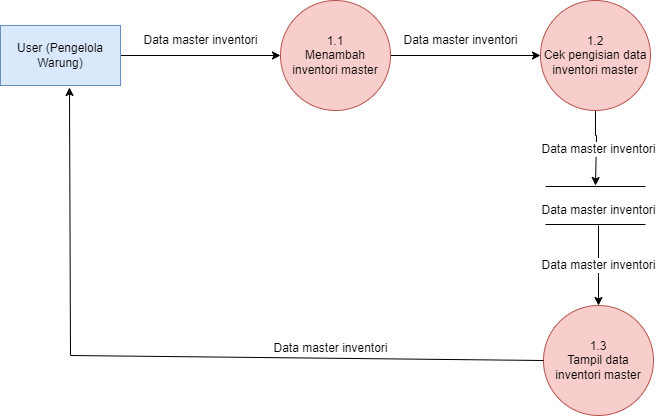 User (Pengelola
Warung)
Data master inventori
1.1
Menambah
inventori master
Data master inventori
1.2
Cek pengisian data
inventori master
Data master inventori
Data master inventori
Data master inventori
1.3
Tampil data
inventori master
Data master inventori